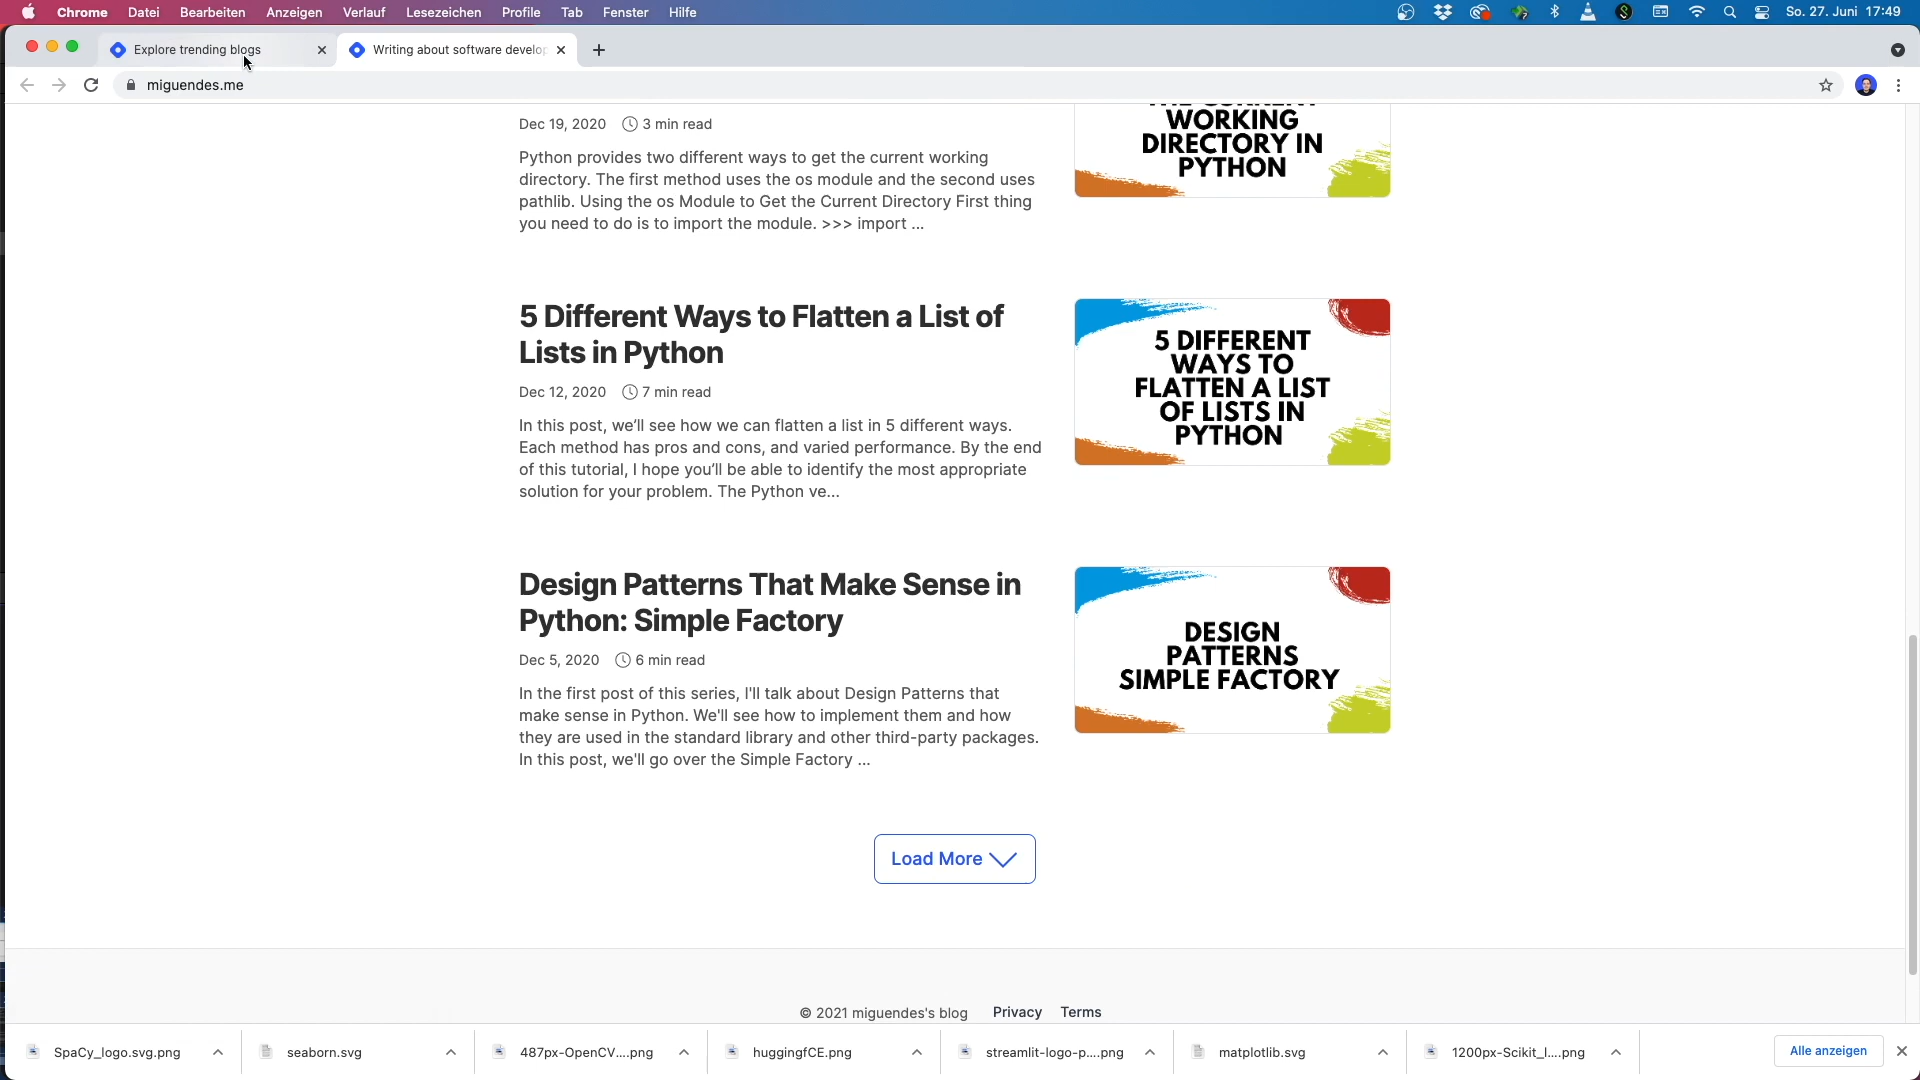 Chrome Datei Bearbeiten Anzeigen Verlauf Lesezeichen Profile Tab Fenster Hilfe So. 27. Juni 17:49
Explore trending blogs
Writing about software develo
miguendes.me
Dec 19, 2020 3 min read
Python provides two different ways to get the current working
directory. The first method uses the os module and the second uses
pathlib. Using the os Module to Get the Current Directory First thing
you need to do is to import the module. >>> import ...
THE CURRENT
WORKING
DIRECTORY IN
PYTHON
5 Different Ways to Flatten a List of
Lists in Python
Dec 12, 2020 7 min read
In this post, we'll see how we can flatten a list in 5 different ways.
Each method has pros and cons, and varied performance. By the end
of this tutorial, I hope you'll be able to identify the most appropriate
solution for your problem. The Python ve...
5 DIFFERENT
WAYS TO
FLATTEN A LIST
OF LISTS IN
PYTHON
Design Patterns That Make Sense in
Python: Simple Factory
Dec 5, 2020 6 min read
In the first post of this series, I'll talk about Design Patterns that
make sense in Python. We'll see how to implement them and how
they are used in the standard library and other third-party packages.
In this post, we'll go over the Simple Factory ...
DESIGN
PATTERNS
SIMPLE FACTORY
Load More
© 2021 miguendes's blog Privacy Terms
SpaCy_logo.svg.png
seaborn.svg
487px-OpenCV....png
huggingfCE.png
streamlit-logo-p....png
matplotlib.svg
1200px-Scikit_l....png
Alle anzeigen